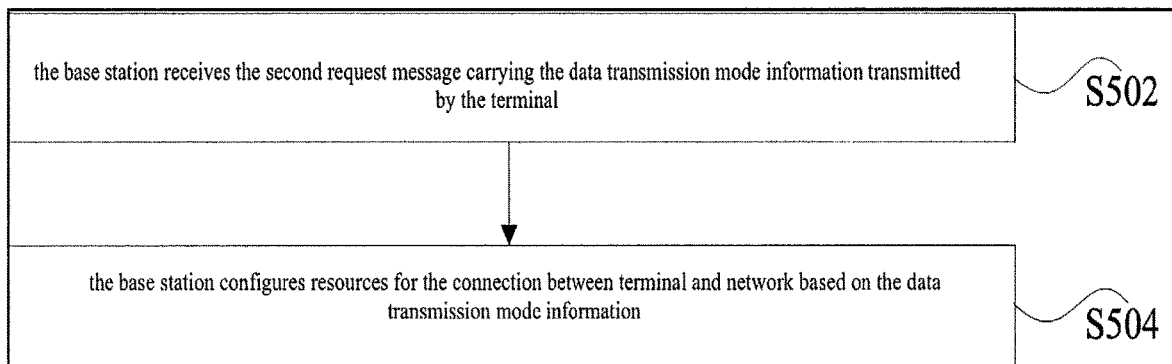 the base station receives the second request message carrying the data transmission mode information transmitted
by the terminal
S502
the base station configures resources for the connection between terminal and network based on the data
transmission mode information
S504